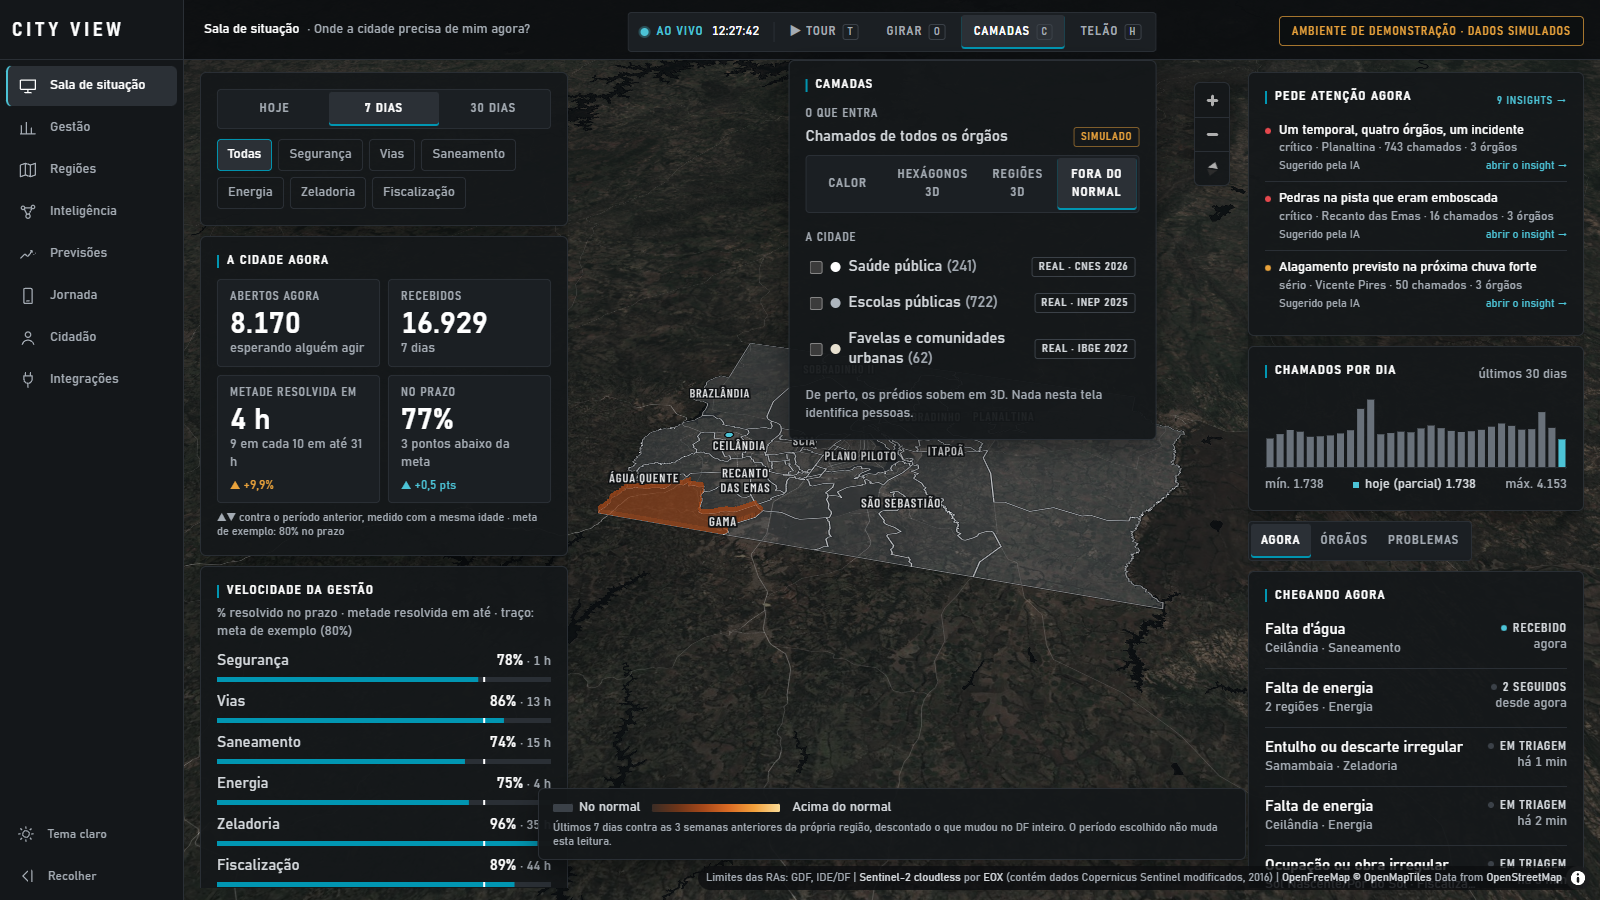 CITY VIEW
Sala de situação · Onde a cidade precisa de mim agora?
AO VIVO 12:27:42
TOUR T
GIRAR O
CAMADAS C
TELÃO H
AMBIENTE DE DEMONSTRAÇÃO · DADOS SIMULADOS
Sala de situação
Gestão
Regiões
Inteligência
Previsões
Jornada
Cidadão
Integrações
Tema claro
Recolher
HOJE
7 DIAS
30 DIAS
Todas
Segurança
Vias
Saneamento
Energia
Zeladoria
Fiscalização
A CIDADE AGORA
ABERTOS AGORA
8.170
esperando alguém agir
RECEBIDOS
16.929
7 dias
METADE RESOLVIDA EM
4 h
9 em cada 10 em até 31
h
▲ +9,9%
NO PRAZO
77%
3 pontos abaixo da
meta
▲ +0,5 pts
▲▼ contra o período anterior, medido com a mesma idade · meta
de exemplo: 80% no prazo
VELOCIDADE DA GESTÃO
% resolvido no prazo · metade resolvida em até · traço:
meta de exemplo (80%)
Segurança 78% · 1 h
Vias 86% · 13 h
Saneamento 74% · 15 h
Energia 75% · 4 h
Zeladoria 96% · 35
Fiscalização 89% · 44 h
CAMADAS
O QUE ENTRA
Chamados de todos os órgãos SIMULADO
CALOR
HEXÁGONOS
3D
REGIÕES
3D
FORA DO
NORMAL
A CIDADE
Saúde pública (241) REAL · CNES 2026
Escolas públicas (722) REAL · INEP 2025
Favelas e comunidades
urbanas (62) REAL · IBGE 2022
SOBRADINHO II
De perto, os prédios sobem em 3D. Nada nesta tela
identifica pessoas.
SOBRADINHO PLANALTINA
BRAZLÂNDIA
CEILÂNDIA
SCIA
PLANO PILOTO
ITAPOÃ
ÁGUA QUENTE
RECANTO
DAS EMAS
SÃO SEBASTIÃO
GAMA
No normal
Acima do normal
Últimos 7 dias contra as 3 semanas anteriores da própria região, descontado o que mudou no DF inteiro. O período escolhido não muda
esta leitura.
Limites das RAs: GDF, IDE/DF | Sentinel-2 cloudless por EOX (contém dados Copernicus Sentinel modificados, 2016) | OpenFreeMap © OpenMapTiles Data from OpenStreetMap
PEDE ATENÇÃO AGORA
9 INSIGHTS →
Um temporal, quatro órgãos, um incidente
crítico · Planaltina · 743 chamados · 3 órgãos
Sugerido pela IA abrir o insight →
Pedras na pista que eram emboscada
crítico · Recanto das Emas · 16 chamados · 3 órgãos
Sugerido pela IA abrir o insight →
Alagamento previsto na próxima chuva forte
sério · Vicente Pires · 50 chamados · 3 órgãos
Sugerido pela IA abrir o insight →
CHAMADOS POR DIA
últimos 30 dias
mín. 1.738
hoje (parcial) 1.738
máx. 4.153
AGORA
ÓRGÃOS
PROBLEMAS
CHEGANDO AGORA
Falta d'água RECEBIDO
Ceilândia · Saneamento agora
Falta de energia 2 SEGUIDOS
2 regiões · Energia desde agora
Entulho ou descarte irregular EM TRIAGEM
Samambaia · Zeladoria há 1 min
Falta de energia EM TRIAGEM
Ceilândia · Energia há 2 min
Ocupação ou obra irregular EM TRIAGEM
Sol Nascente/Pôr do Sol · Fiscaliza...